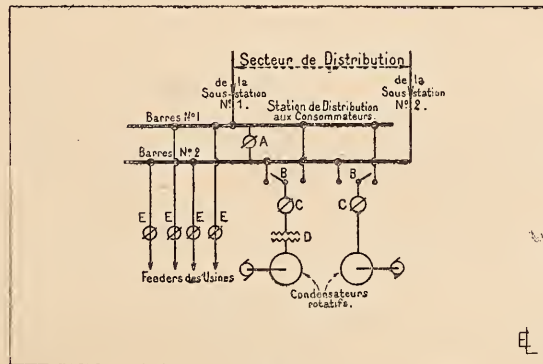 Secteur de Distribution
de la
Sous-station
N° 1.
de la
Sous-station
N° 2.
Station de Distribution
aux Consommateurs.
Barres N°1
A
Barres N°2
B
B
C
C
E
E
E
E
D
Feeders des Usines
Condensateurs
rotatifs.
EL